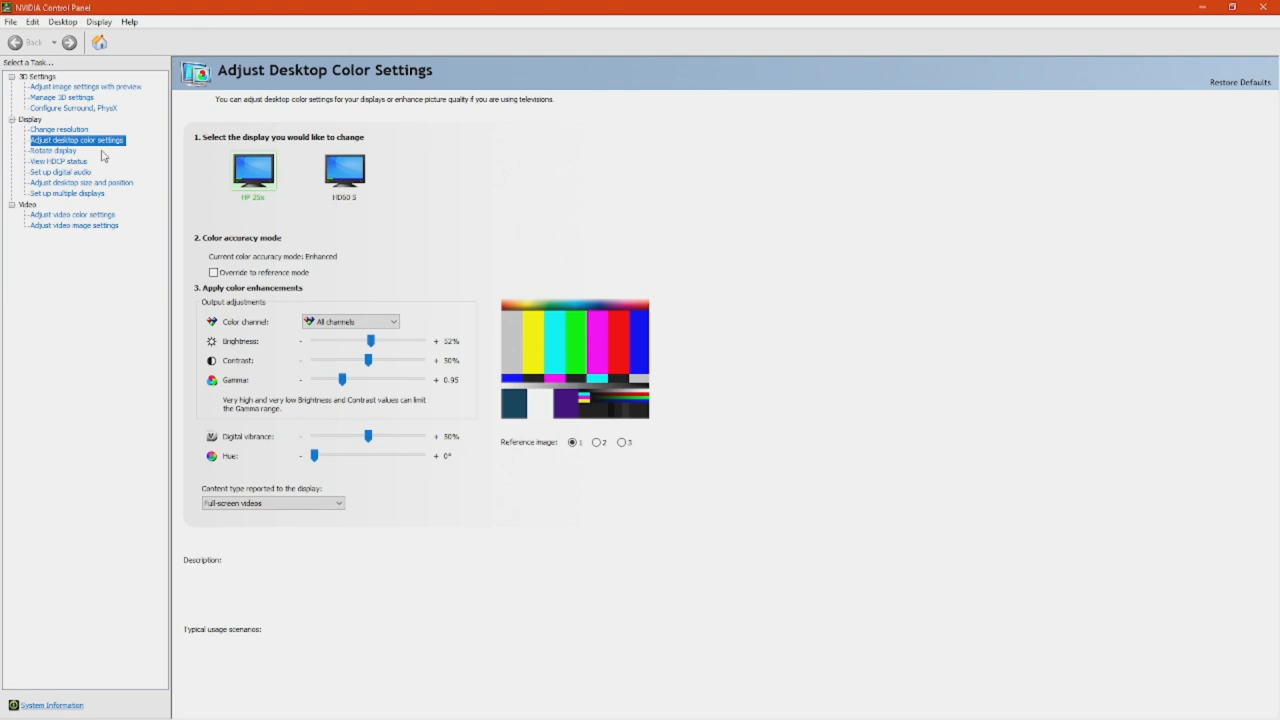 NVIDIA Control Panel
File Edit Desktop Display Help
Back
Select a Task...
3D Settings
Adjust image settings with preview
Manage 3D settings
Configure Surround, PhysX
Display
Change resolution
Adjust desktop color settings
Rotate display
View HDCP status
Set up digital audio
Adjust desktop size and position
Set up multiple displays
Video
Adjust video color settings
Adjust video image settings
System Information
Adjust Desktop Color Settings
Restore Defaults
You can adjust desktop color settings for your displays or enhance picture quality if you are using televisions.
1. Select the display you would like to change
HP 25x HD60 S
2. Color accuracy mode
Current color accuracy mode: Enhanced
Override to reference mode
3. Apply color enhancements
Output adjustments
Color channel: All channels
Brightness: - + 52%
Contrast: - + 50%
Gamma: - + 0.95
Very high and very low Brightness and Contrast values can limit
the Gamma range.
Digital vibrance: - + 50%
Hue: - + 0°
Reference image: 1 2 3
Content type reported to the display:
Full-screen videos
Description:
Typical usage scenarios: